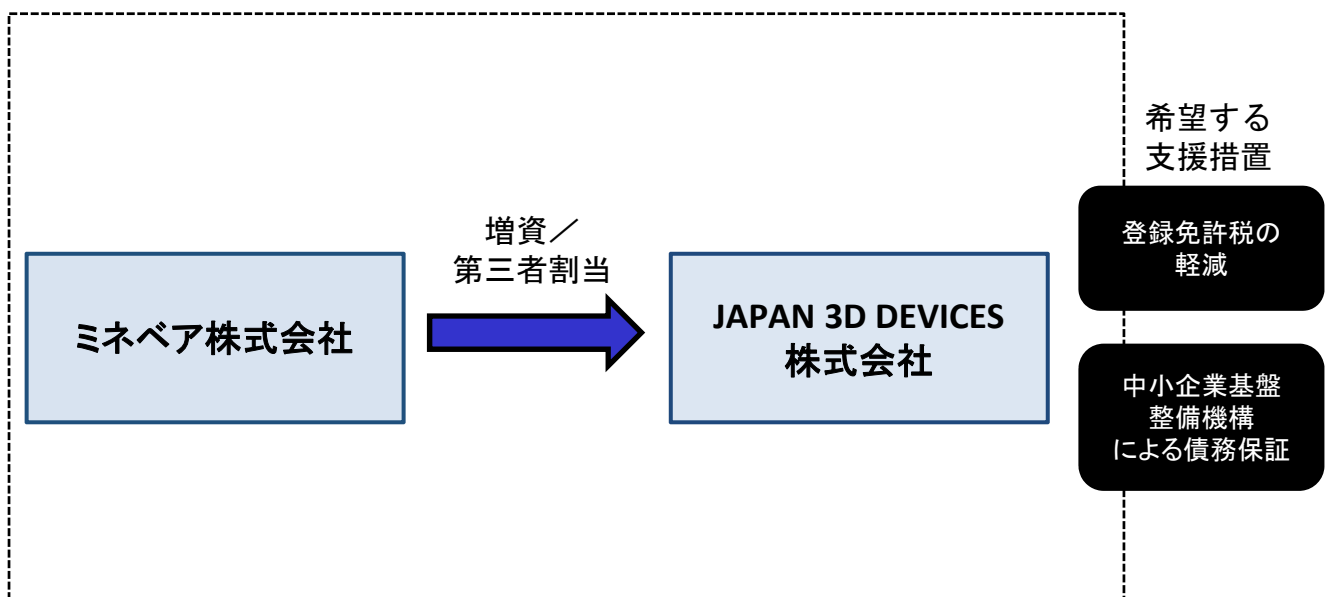 希望する
支援措置
増資／
第三者割当
ミネベア株式会社
JAPAN 3D DEVICES
株式会社
登録免許税の
軽減
中小企業基盤
整備機構
による債務保証